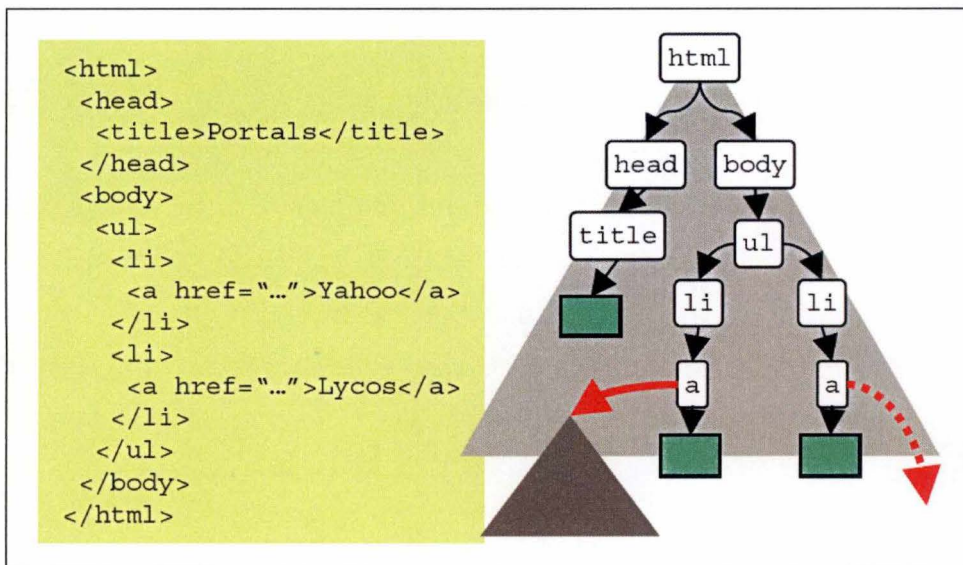 <html>
<head>
<title>Portals</title>
</head>
<body>
<ul>
<li>
<a href="…">Yahoo</a>
</li>
<li>
<a href="…">Lycos</a>
</li>
</ul>
</body>
</html>
html
head body
title ul
li li
a a